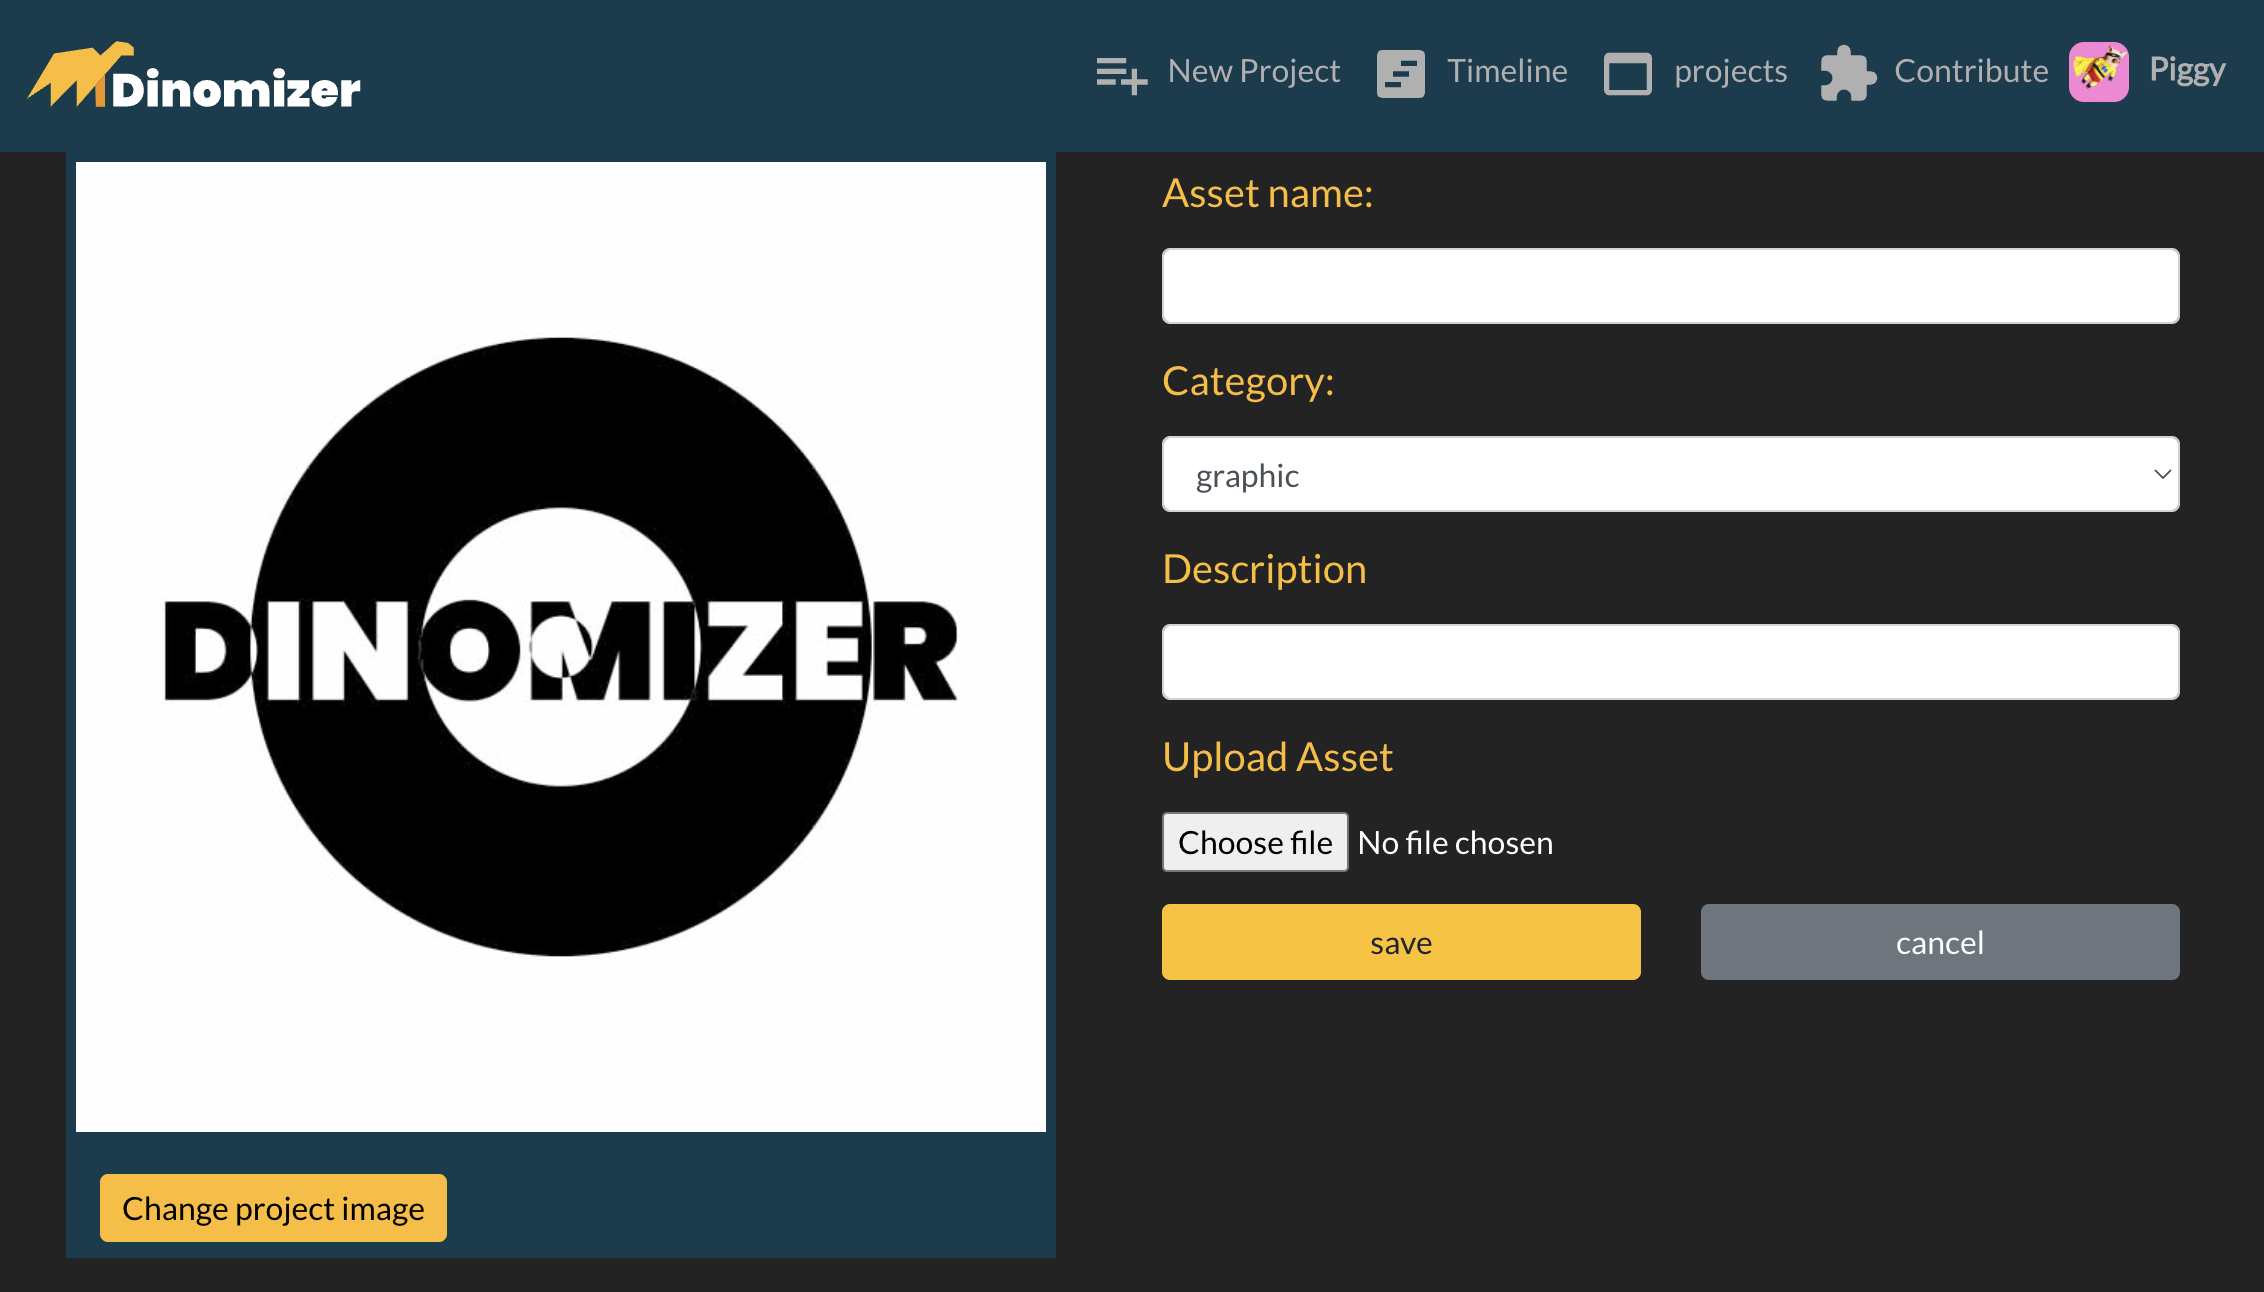 Dinomizer
New Project
Timeline
projects
Contribute
Piggy
DINOMIZER
Change project image
Asset name:
Category:
graphic
Description
Upload Asset
Choose file No file chosen
save
cancel